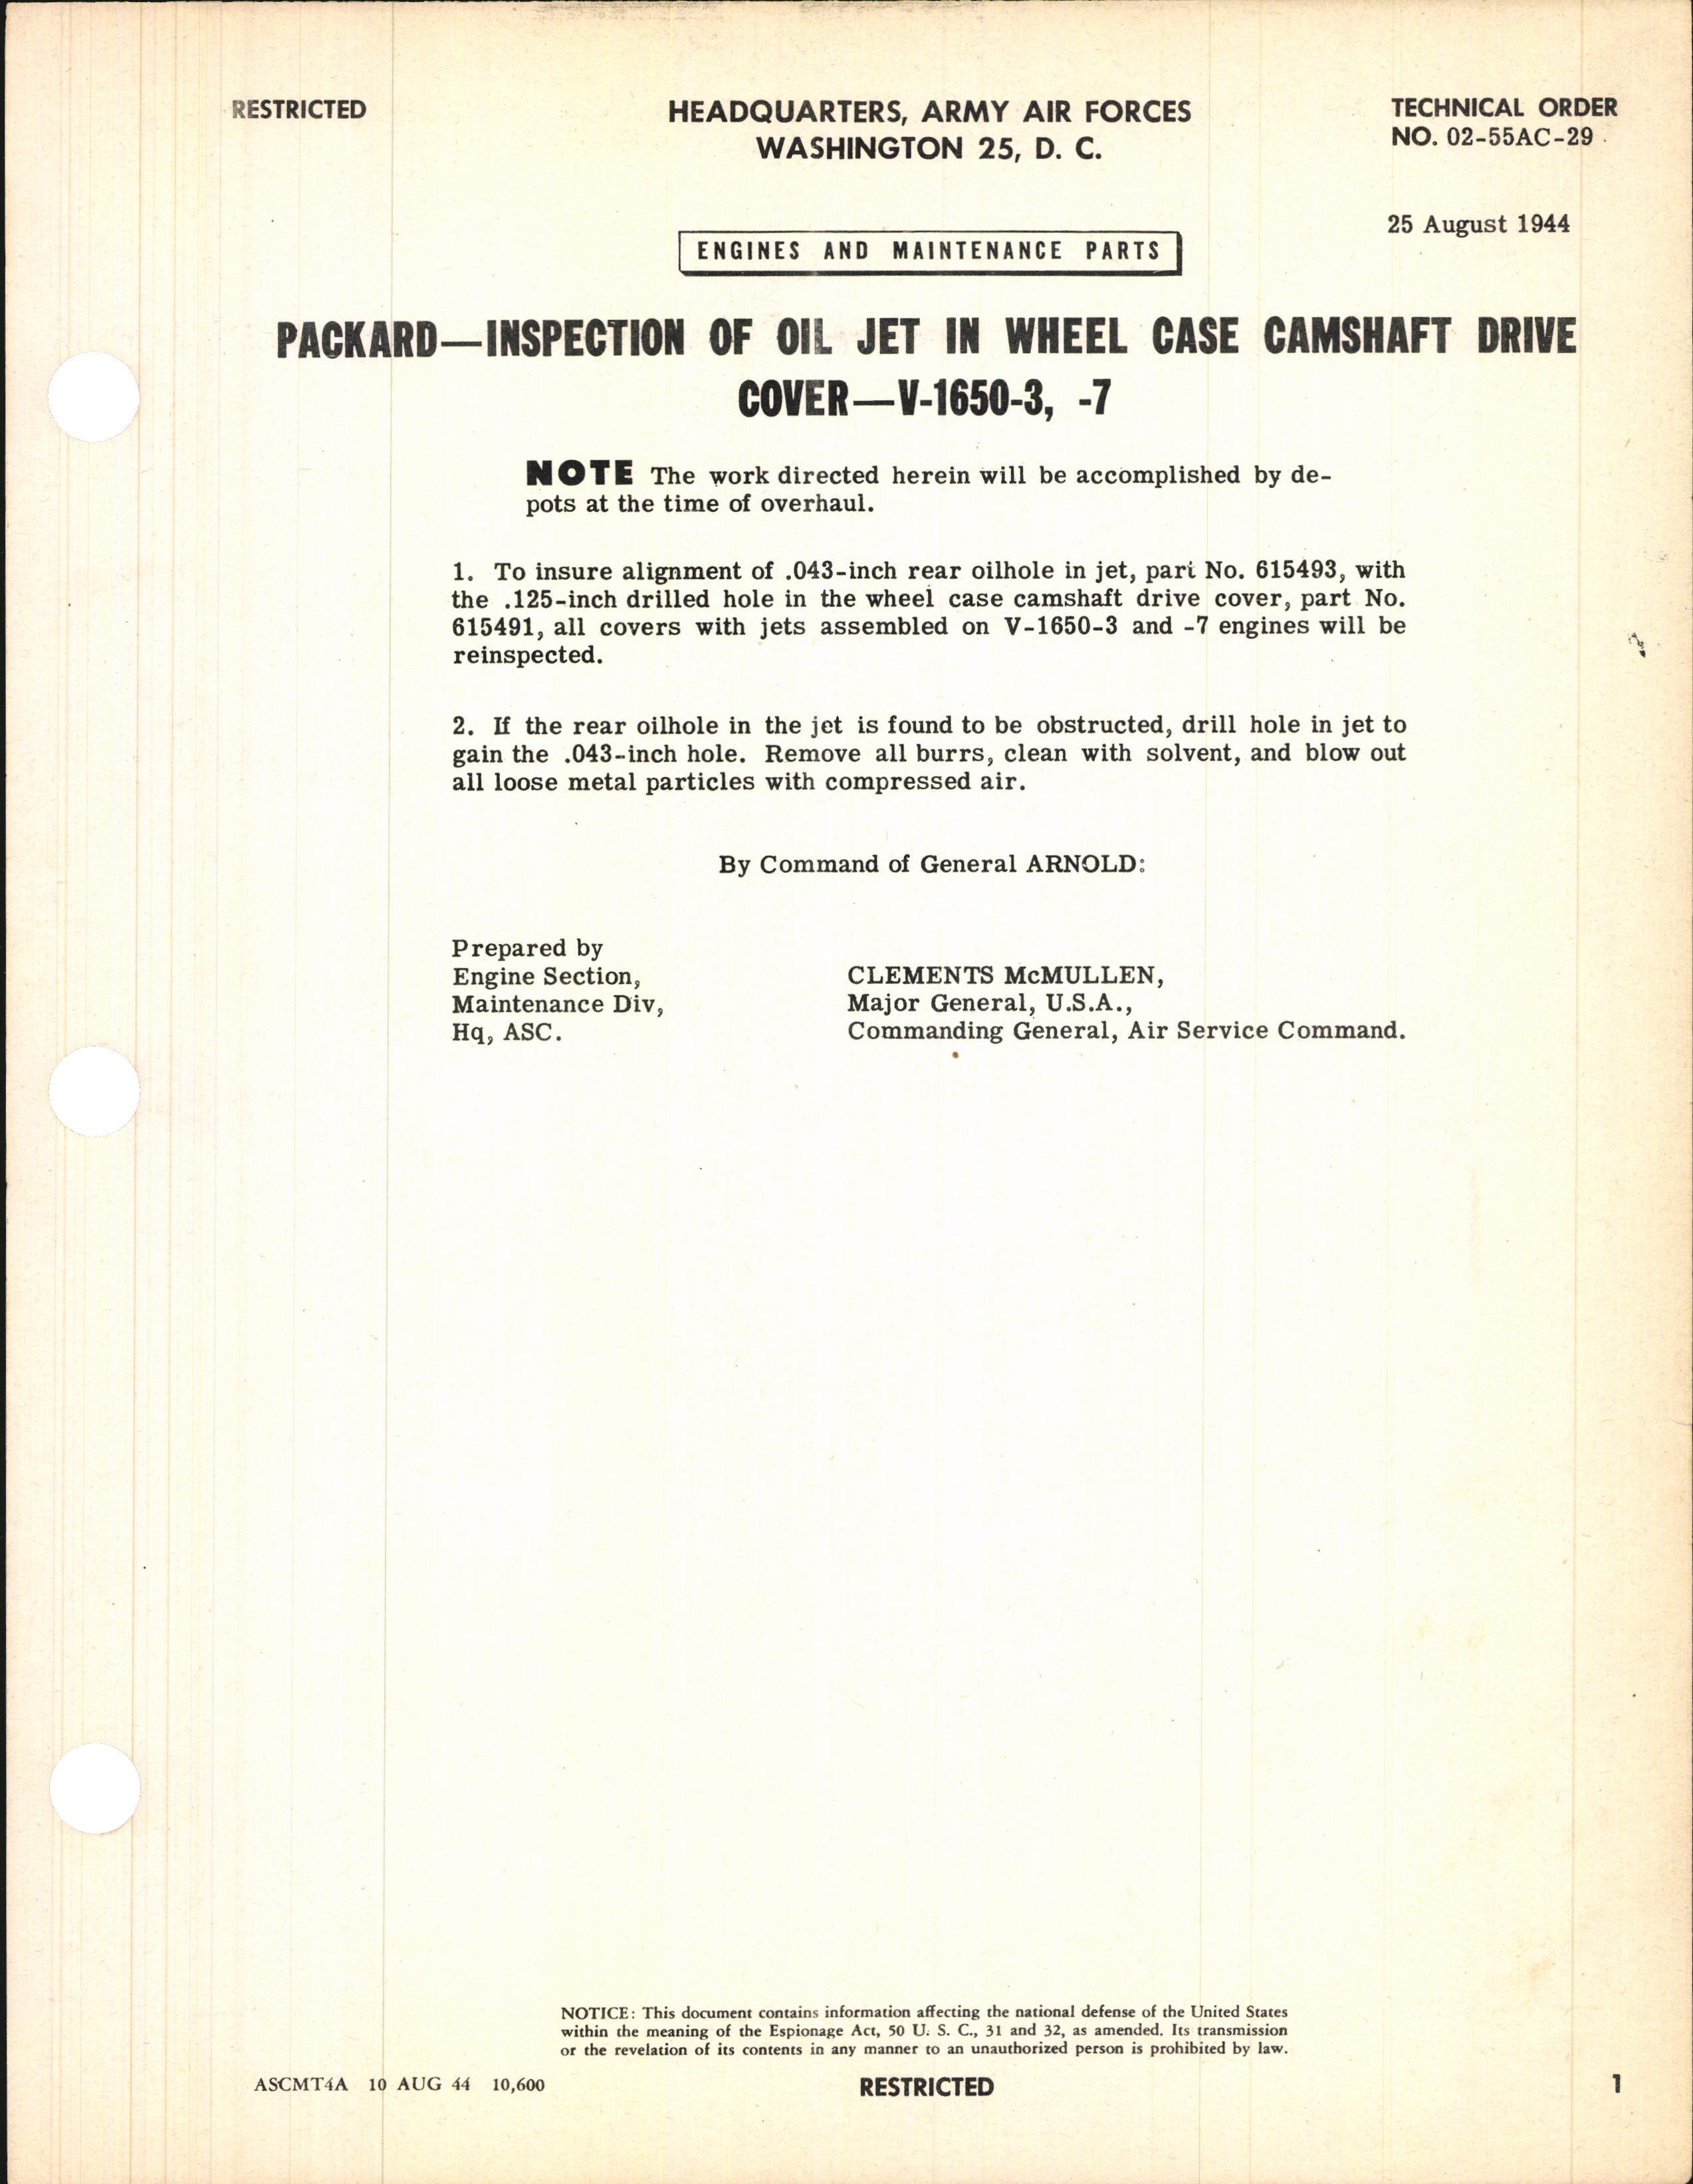 RESTRICTED
HEADQUARTERS, ARMY AIR FORCES
WASHINGTON 25, D. C.
TECHNICAL ORDER
NO. 02-55AC-29
25 August 1944
ENGINES AND MAINTENANCE PARTS
PACKARD—INSPECTION OF OIL JET IN WHEEL CASE CAMSHAFT DRIVE
COVER—V-1650-3, -7
NOTE The work directed herein will be accomplished by de-
pots at the time of overhaul.
1. To insure alignment of .043-inch rear oilhole in jet, part No. 615493, with
the .125-inch drilled hole in the wheel case camshaft drive cover, part No.
615491, all covers with jets assembled on V-1650-3 and -7 engines will be
reinspected.
2. If the rear oilhole in the jet is found to be obstructed, drill hole in jet to
gain the .043-inch hole. Remove all burrs, clean with solvent, and blow out
all loose metal particles with compressed air.
By Command of General ARNOLD:
Prepared by
Engine Section,
Maintenance Div,
Hq, ASC.
CLEMENTS McMULLEN,
Major General, U.S.A.,
Commanding General, Air Service Command.
NOTICE: This document contains information affecting the national defense of the United States
within the meaning of the Espionage Act, 50 U. S. C., 31 and 32, as amended. Its transmission
or the revelation of its contents in any manner to an unauthorized person is prohibited by law.
ASCMT4A 10 AUG 44 10,600
RESTRICTED
1